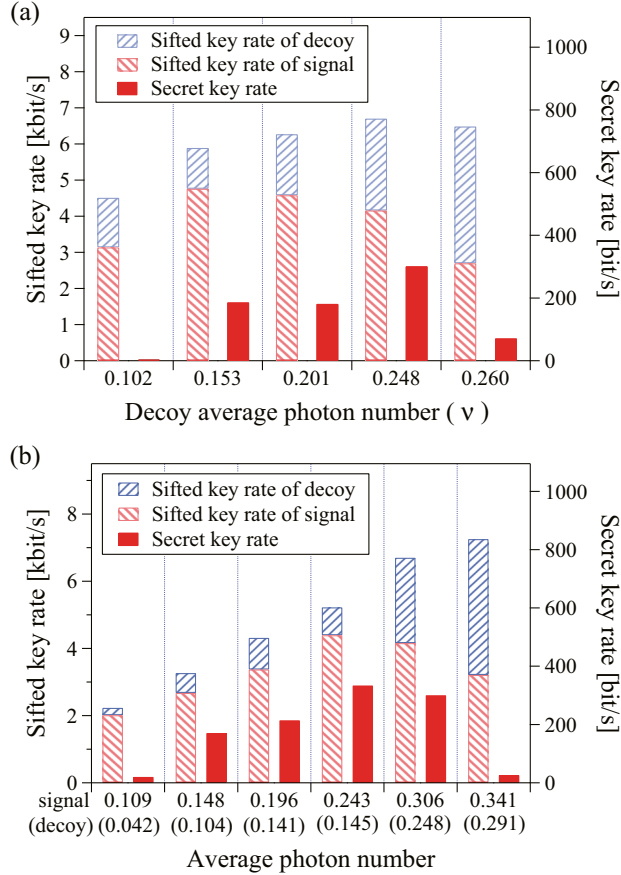 (a)
9
8
7
6
5
4
3
2
1
0
Sifted key rate [kbit/s]
Sifted key rate of decoy
Sifted key rate of signal
Secret key rate
1000
800
600
400
200
0
Secret key rate [bit/s]
0.102 0.153 0.201 0.248 0.260
Decoy average photon number ( ν )
(b)
8
6
4
2
0
Sifted key rate [kbit/s]
Sifted key rate of decoy
Sifted key rate of signal
Secret key rate
1000
800
600
400
200
0
Secret key rate [bit/s]
signal 0.109 0.148 0.196 0.243 0.306 0.341
(decoy) (0.042) (0.104) (0.141) (0.145) (0.248) (0.291)
Average photon number